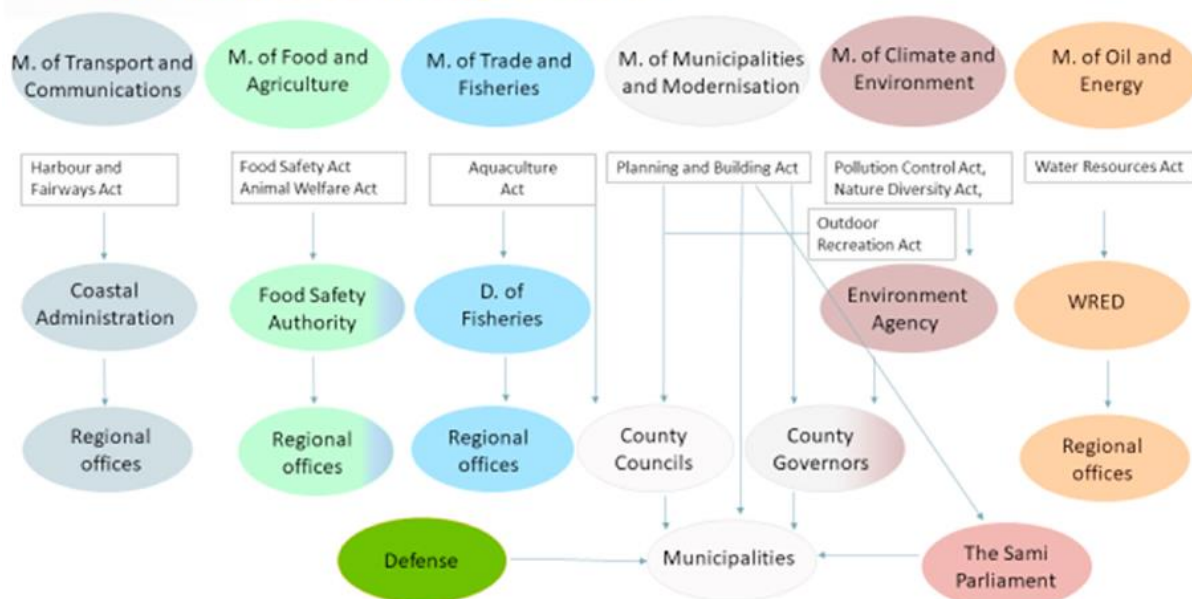 M. of Transport and
Communications
M. of Food and
Agriculture
M. of Trade and
Fisheries
M. of Municipalities
and Modernisation
M. of Climate and
Environment
M. of Oil and
Energy
Harbour and
Fairways Act
Food Safety Act
Animal Welfare Act
Aquaculture
Act
Planning and Building Act
Pollution Control Act,
Nature Diversity Act,
Water Resources Act
Outdoor
Recreation Act
Coastal
Administration
Food Safety
Authority
D. of
Fisheries
Environment
Agency
WRED
Regional
offices
Regional
offices
Regional
offices
County
Councils
County
Governors
Regional
offices
Defense
Municipalities
The Sami
Parliament